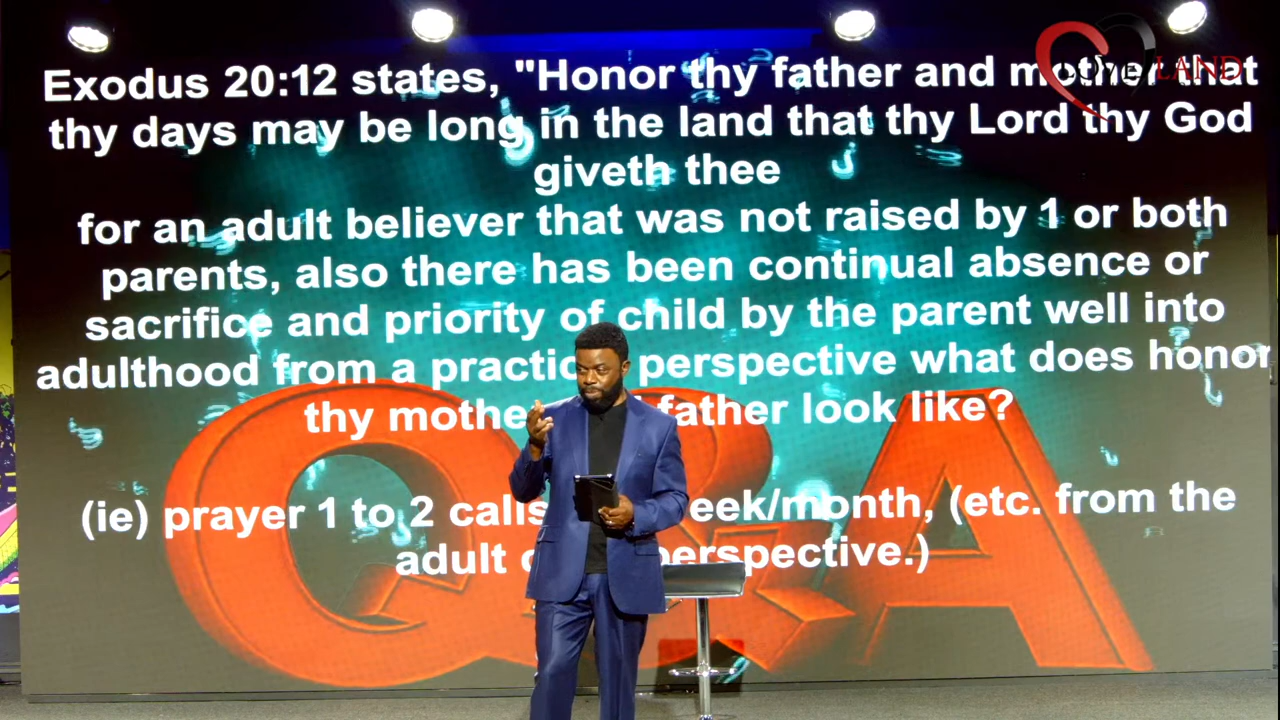 LOVE LAND
Exodus 20:12 states, "Honor thy father and mother that
thy days may be long in the land that thy Lord thy God
giveth thee
for an adult believer that was not raised by 1 or both
parents, also there has been continual absence or
sacrifice and priority of child by the parent well into
adulthood from a practic perspective what does honor
thy mothe father look like?
(ie) prayer 1 to 2 calls eek/month, (etc. from the
adult perspective.)
Q&A